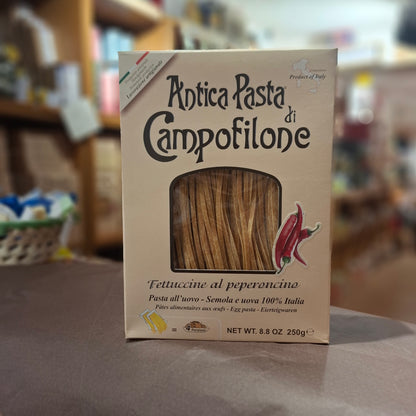 Product of Italy
Antica Pasta
di
Campofilone
Fettuccine al peperoncino
Pasta all'uovo - Semola e uova 100% Italia
Pâtes alimentaires aux œufs - Egg pasta - Eierteigwaren
NET WT. 8.8 OZ 250g e